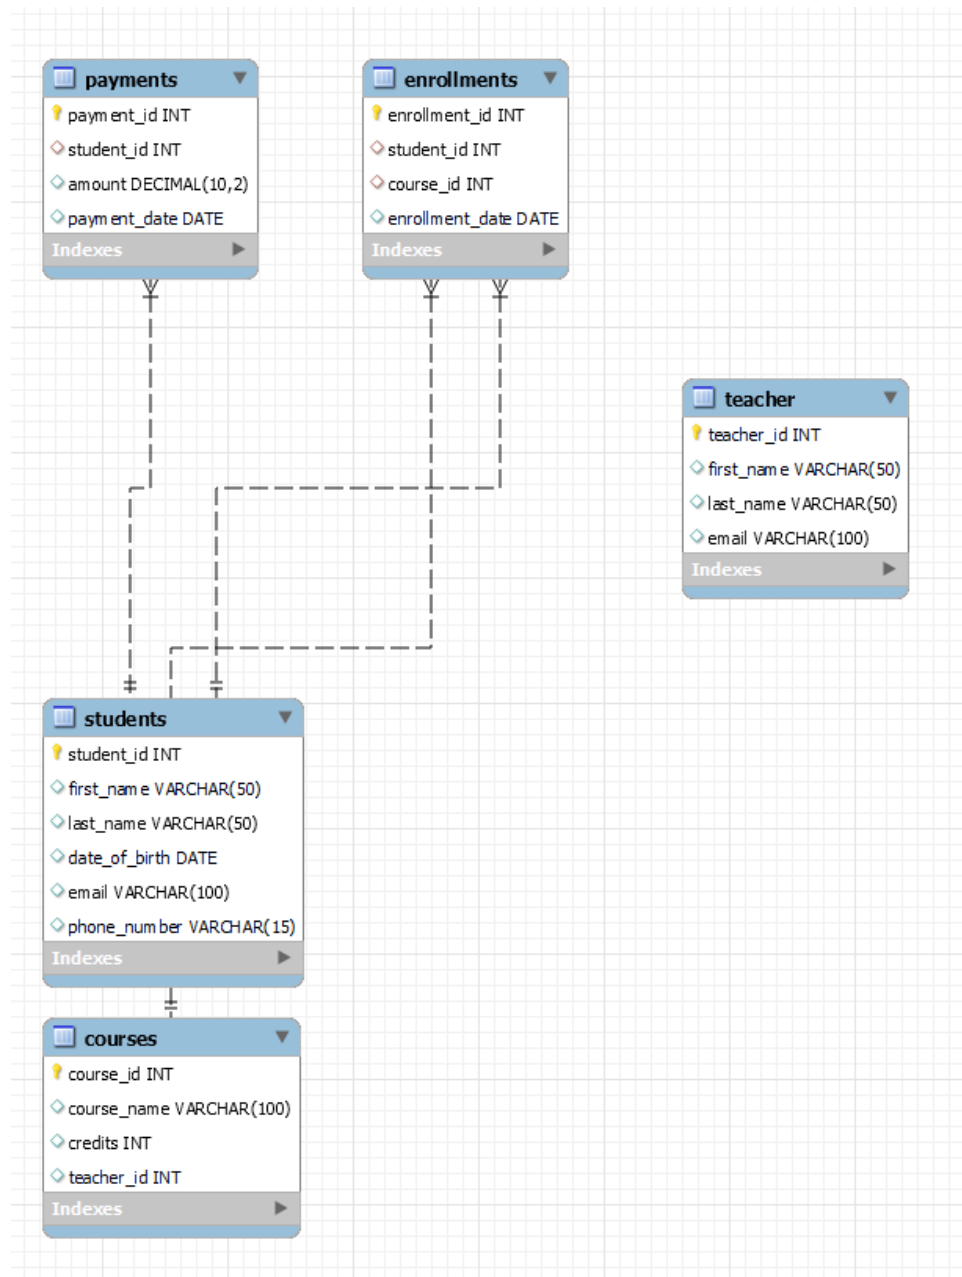 payments
payment_id INT
student_id INT
amount DECIMAL(10,2)
payment_date DATE
Indexes
enrollments
enrollment_id INT
student_id INT
course_id INT
enrollment_date DATE
Indexes
teacher
teacher_id INT
first_name VARCHAR(50)
last_name VARCHAR(50)
email VARCHAR(100)
Indexes
students
student_id INT
first_name VARCHAR(50)
last_name VARCHAR(50)
date_of_birth DATE
email VARCHAR(100)
phone_number VARCHAR(15)
Indexes
courses
course_id INT
course_name VARCHAR(100)
credits INT
teacher_id INT
Indexes